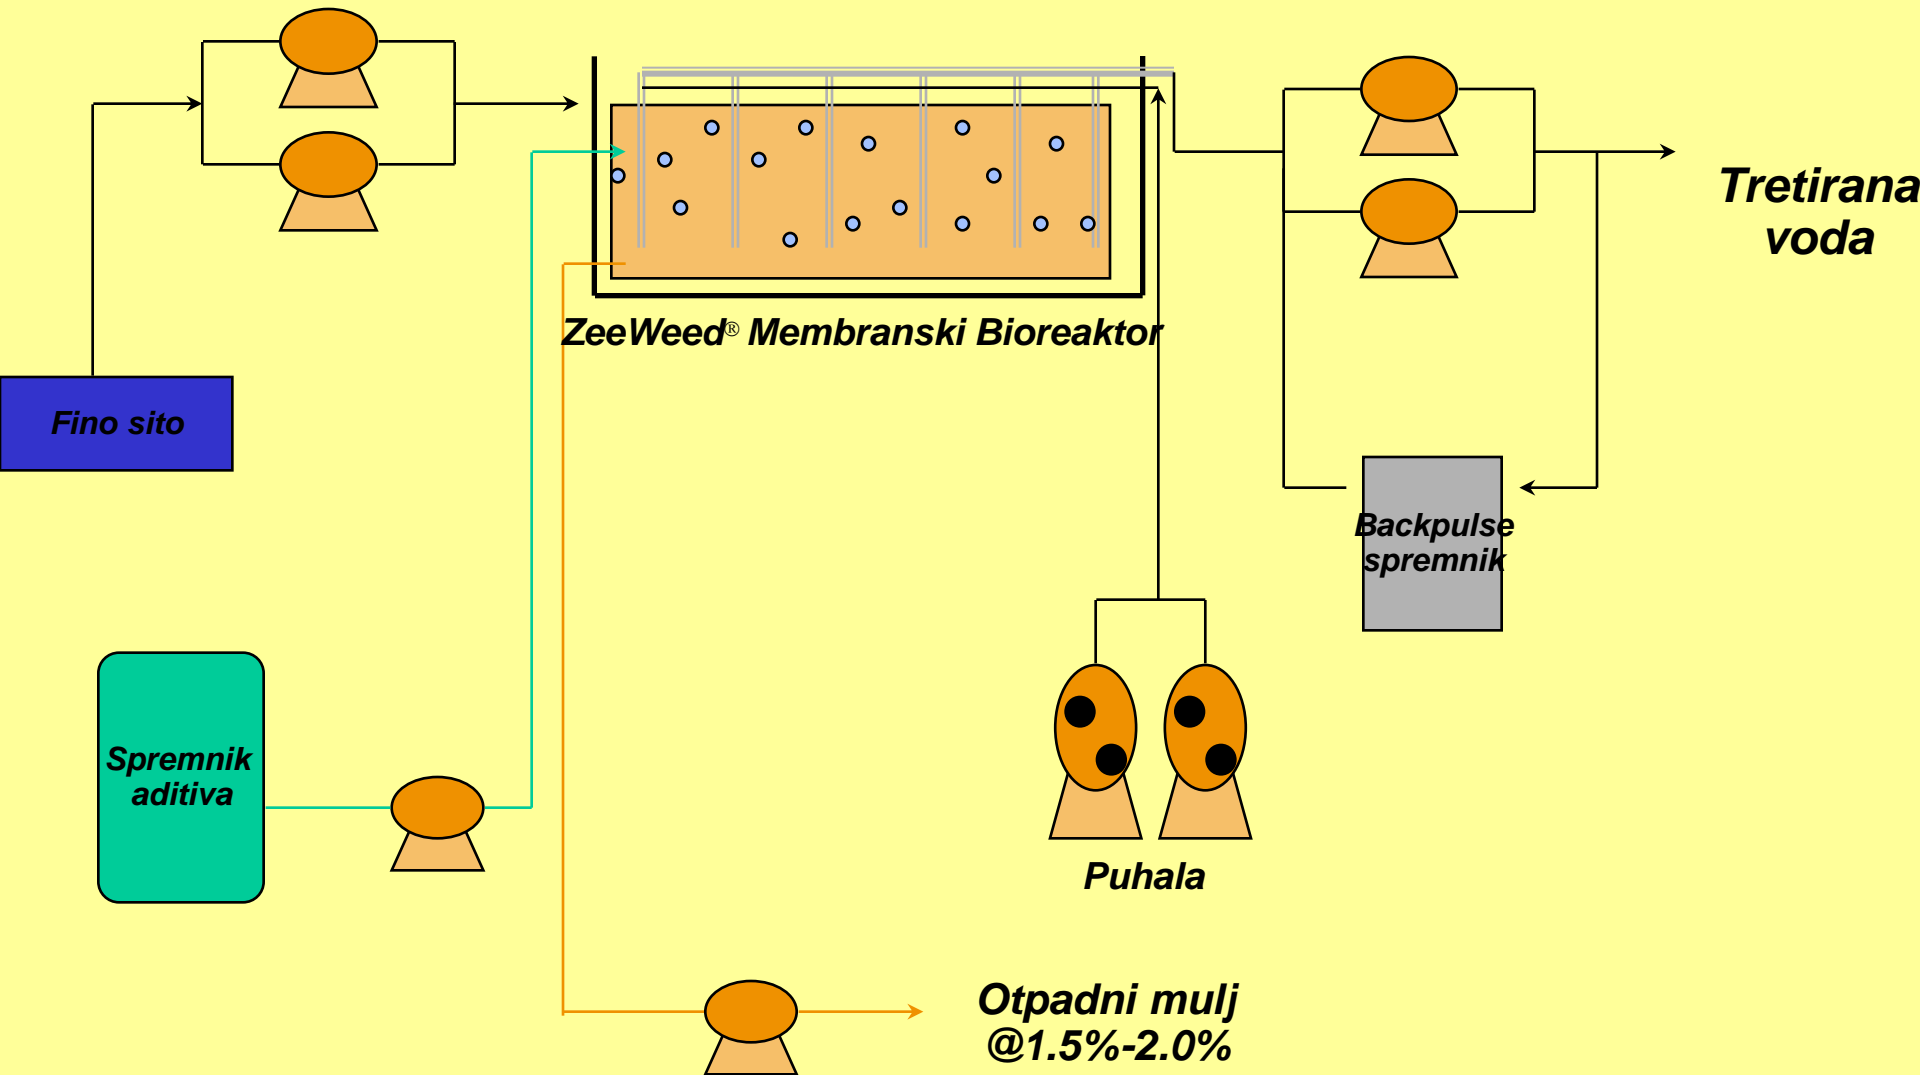 Tretirana
voda
ZeeWeed® Membranski Bioreaktor
Fino sito
Backpulse
spremnik
Spremnik
aditiva
Puhala
Otpadni mulj
@1.5%-2.0%